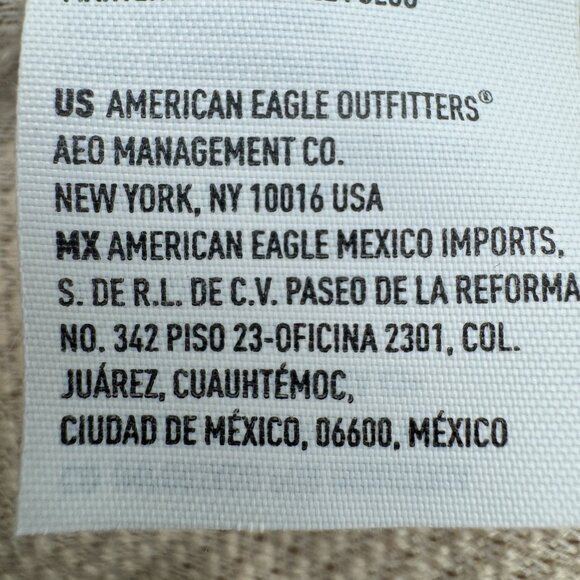 US AMERICAN EAGLE OUTFITTERS®
AEO MANAGEMENT CO.
NEW YORK, NY 10016 USA
MX AMERICAN EAGLE MEXICO IMPORTS,
S. DE R.L. DE C.V. PASEO DE LA REFORMA
NO. 342 PISO 23-OFICINA 2301, COL.
JUÁREZ, CUAUHTÉMOC,
CIUDAD DE MÉXICO, 06600, MÉXICO